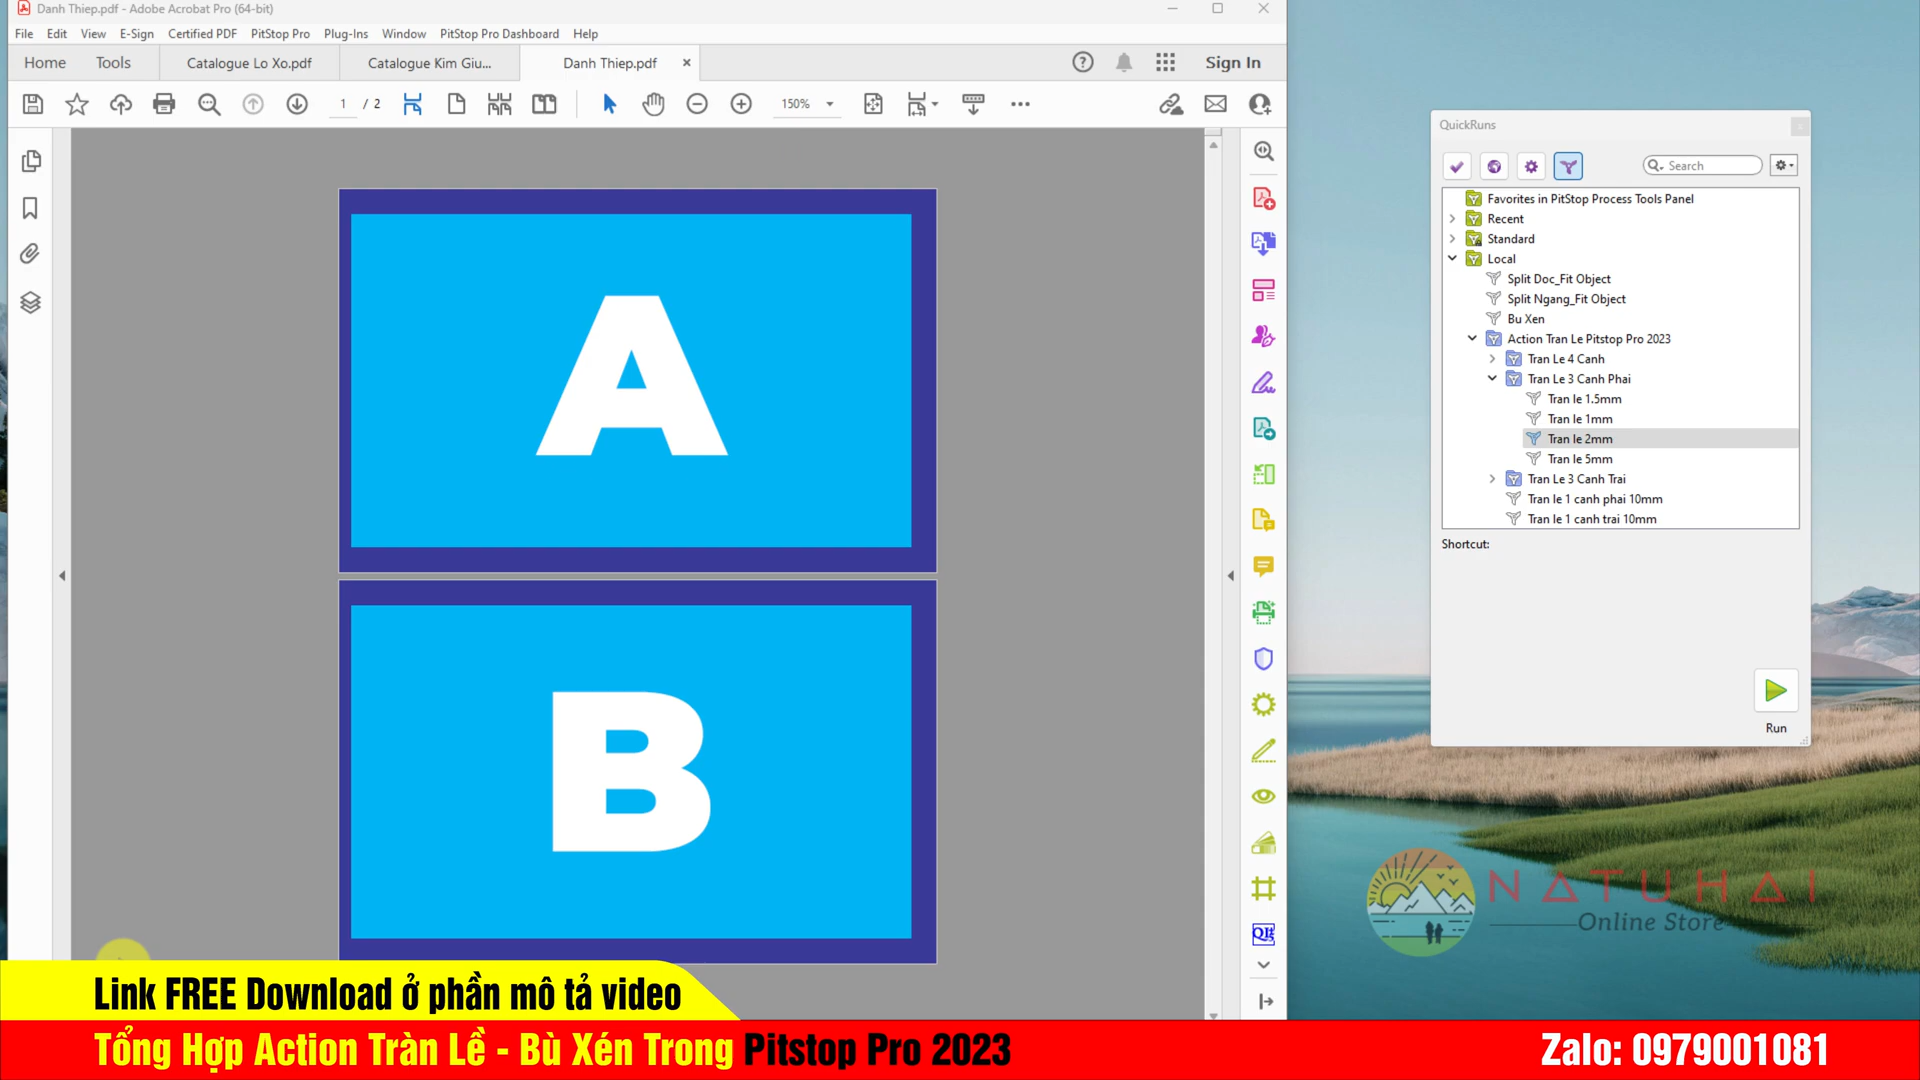 Danh Thiep.pdf - Adobe Acrobat Pro (64-bit)
File Edit View E-Sign Certified PDF PitStop Pro Plug-Ins Window PitStop Pro Dashboard Help
Home Tools Catalogue Lo Xo.pdf Catalogue Kim Giu... Danh Thiep.pdf Sign In
1 / 2 150%
A
B
QuickRuns
Search
Favorites in PitStop Process Tools Panel
Recent
Standard
Local
Split Doc_Fit Object
Split Ngang_Fit Object
Bu Xen
Action Tran Le Pitstop Pro 2023
Tran Le 4 Canh
Tran Le 3 Canh Phai
Tran le 1.5mm
Tran le 1mm
Tran le 2mm
Tran le 5mm
Tran Le 3 Canh Trai
Tran le 1 canh phai 10mm
Tran le 1 canh trai 10mm
Shortcut:
Run
NATUHAI
Online Store
Link FREE Download ở phần mô tả video
Tổng Hợp Action Tràn Lề - Bù Xén Trong Pitstop Pro 2023
Zalo: 0979001081